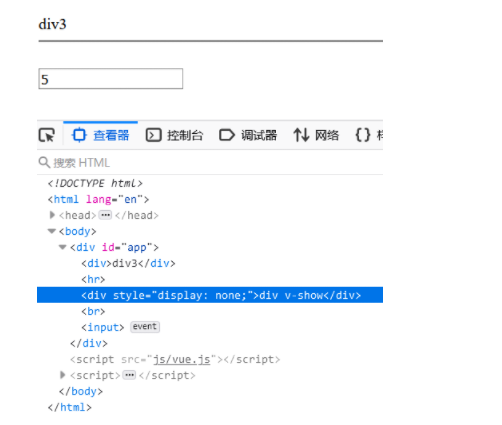 div3
5
查看器 控制台 调试器 网络 {}
搜索 HTML
<!DOCTYPE html>
<html lang="en">
<head> ••• </head>
<body>
<div id="app">
<div>div3</div>
<hr>
<div style="display: none;">div v-show</div>
<br>
<input> event
</div>
<script src="js/vue.js"></script>
<script> ••• </script>
</body>
</html>